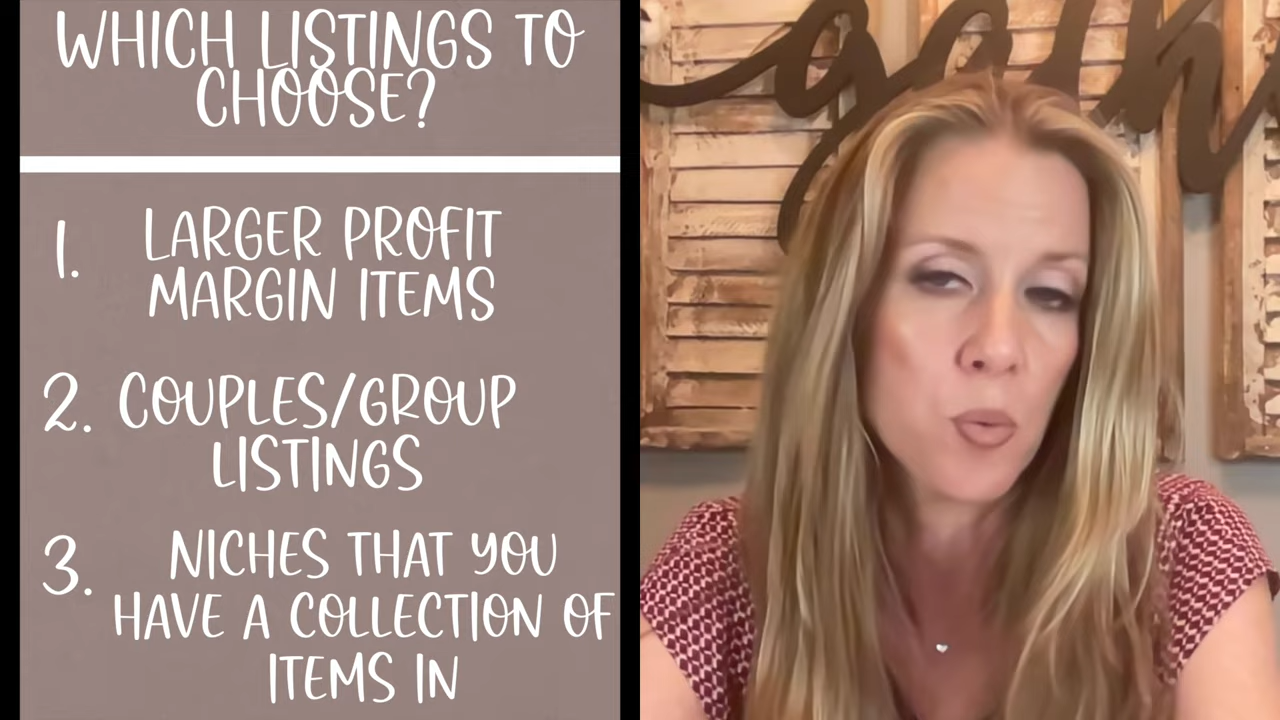 WHICH LISTINGS TO
CHOOSE?
1. LARGER PROFIT
MARGIN ITEMS
2. COUPLES/GROUP
LISTINGS
3. NICHES THAT YOU
HAVE A COLLECTION OF
ITEMS IN